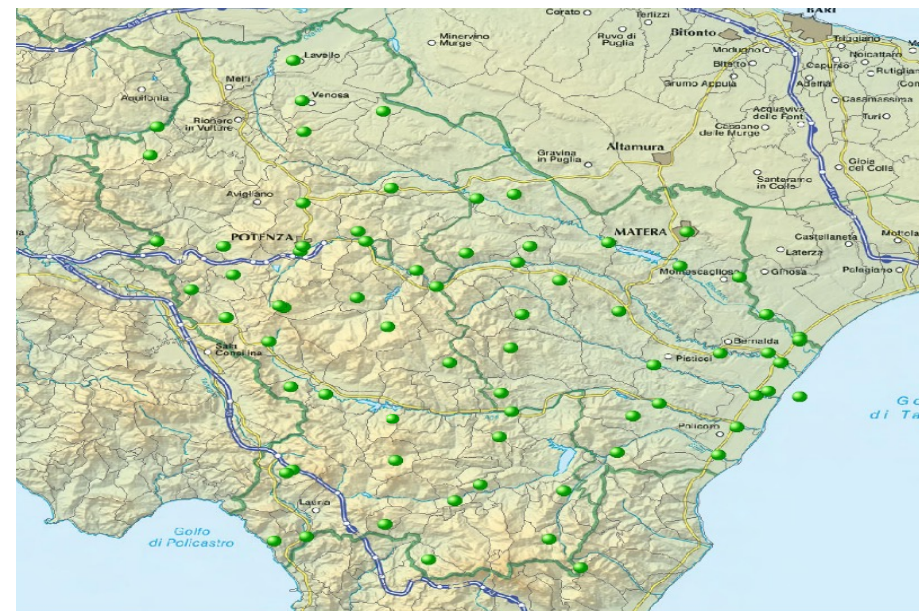 BARI
Corato
Terlizzi
Bitonto
Ruvo di
Puglia
Minervino
Murge
Modugno
Triggiano
Bitetto
Capurso
Noicattaro
Rutiglian
Lavello
Melfi
Grumo Appula
Adelfia
Aquilonia
Venosa
Casamassima
Acquaviva
delle Font
Turi
Rionero
in Vulture
Cassano
delle Murge
Altamura
Gravina
in Puglia
Gioia
del Colle
Santeramo
in Colle
Avigliano
POTENZA
MATERA
Castellaneta
Mottola
Laterza
Montescaglios
Ginosa
Palagiano
Sala
Consilina
Bernalda
Pisticci
Policoro
Go
di Ta
Lauria
Golfo
di Policastro